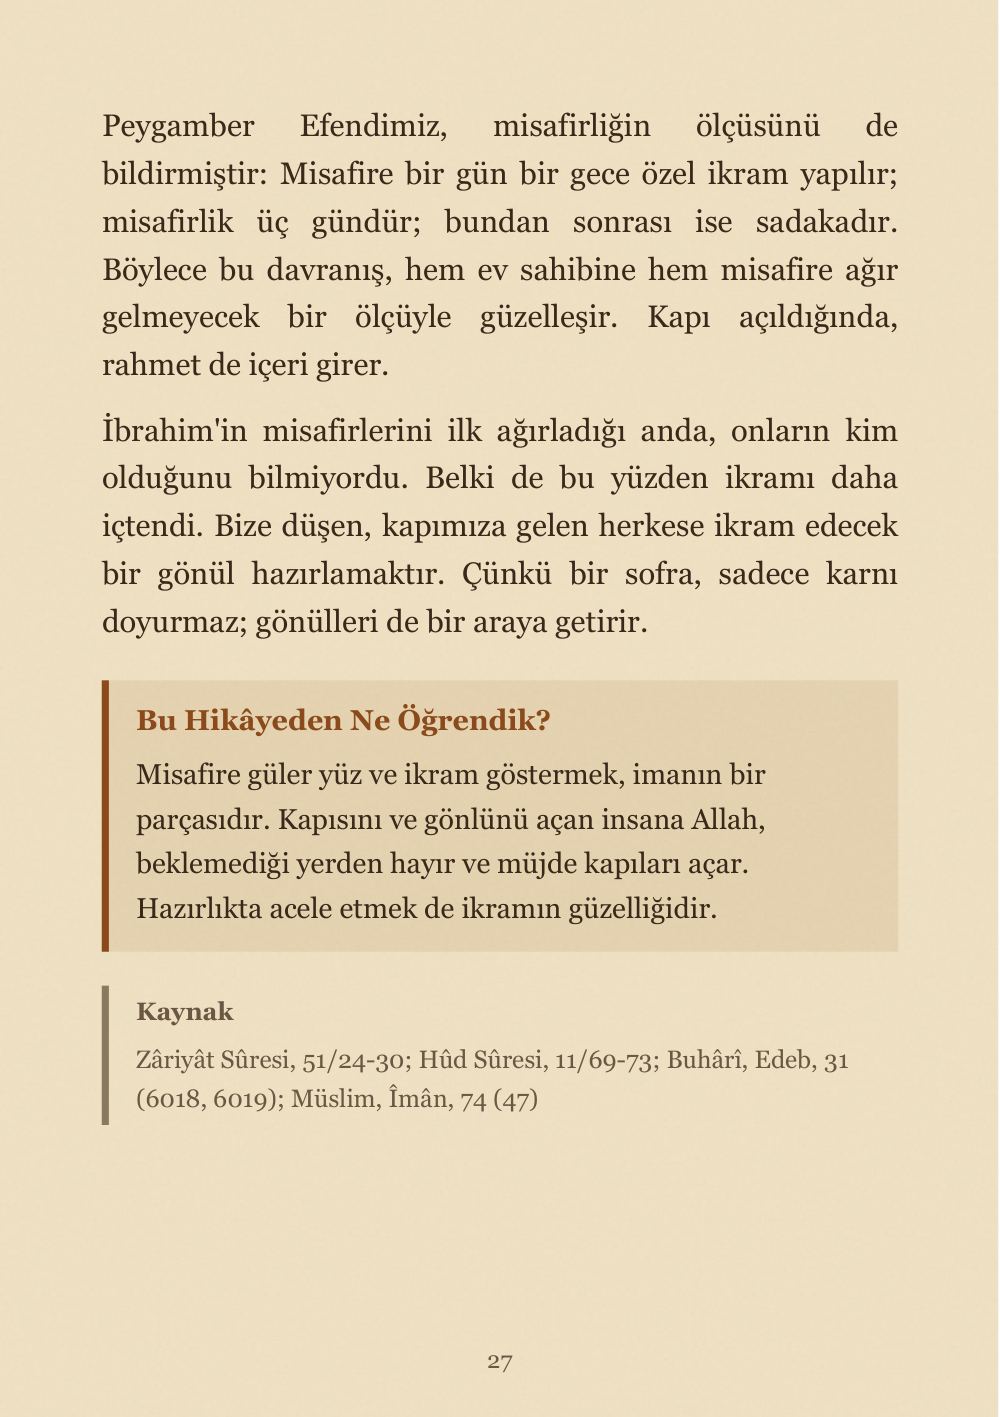 Peygamber Efendimiz, misafirliğin ölçüsünü de
bildirmiştir: Misafire bir gün bir gece özel ikram yapılır;
misafirlik üç gündür; bundan sonrası ise sadakadır.
Böylece bu davranış, hem ev sahibine hem misafire ağır
gelmeyecek bir ölçüyle güzelleşir. Kapı açıldığında,
rahmet de içeri girer.
İbrahim'in misafirlerini ilk ağırladığı anda, onların kim
olduğunu bilmiyordu. Belki de bu yüzden ikramı daha
içtendi. Bize düşen, kapımıza gelen herkese ikram edecek
bir gönül hazırlamaktır. Çünkü bir sofra, sadece karnı
doyurmaz; gönülleri de bir araya getirir.
Bu Hikâyeden Ne Öğrendik?
Misafire güler yüz ve ikram göstermek, imanın bir
parçasıdır. Kapısını ve gönlünü açan insana Allah,
beklemediği yerden hayır ve müjde kapıları açar.
Hazırlıkta acele etmek de ikramın güzelliğidir.
Kaynak
Zâriyât Sûresi, 51/24-30; Hûd Sûresi, 11/69-73; Buhârî, Edeb, 31
(6018, 6019); Müslim, Îmân, 74 (47)
27